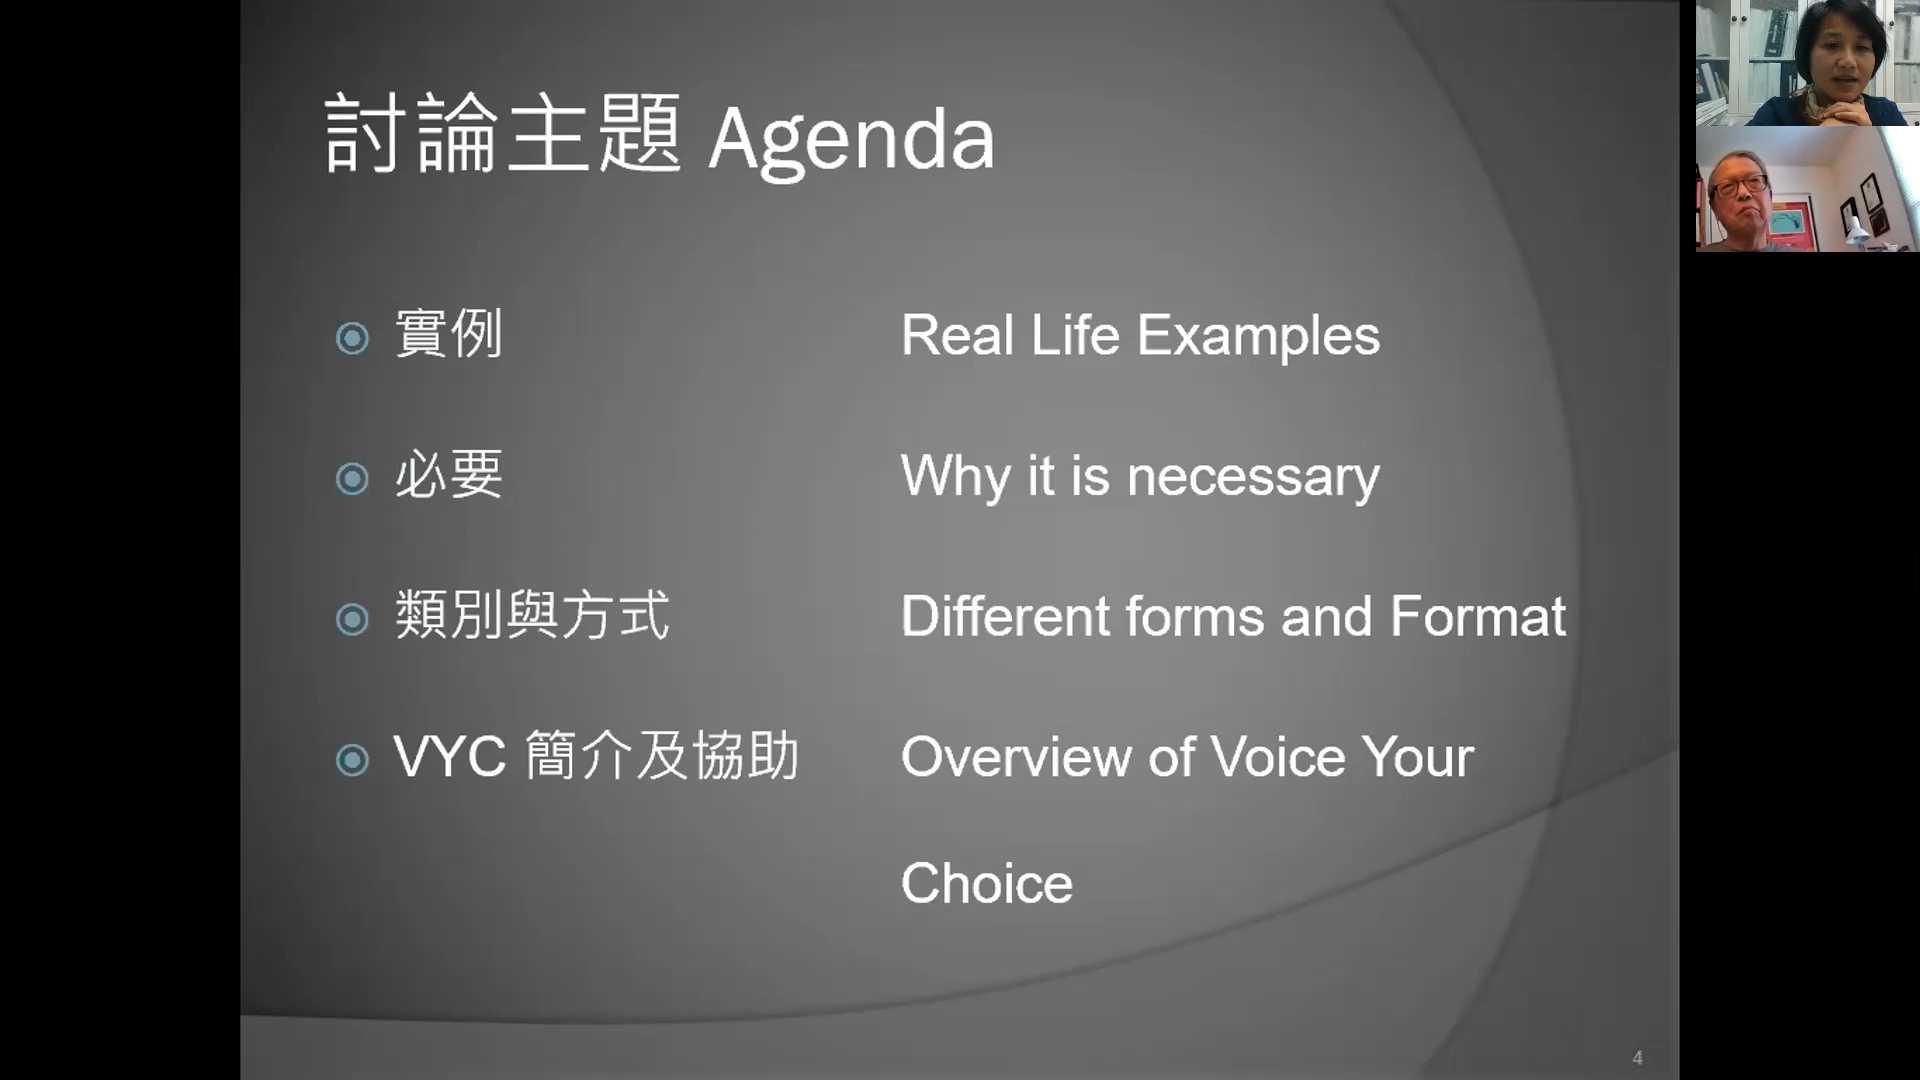 討論主題 Agenda
實例 Real Life Examples
必要 Why it is necessary
類別與方式 Different forms and Format
VYC 簡介及協助 Overview of Voice Your
Choice
4